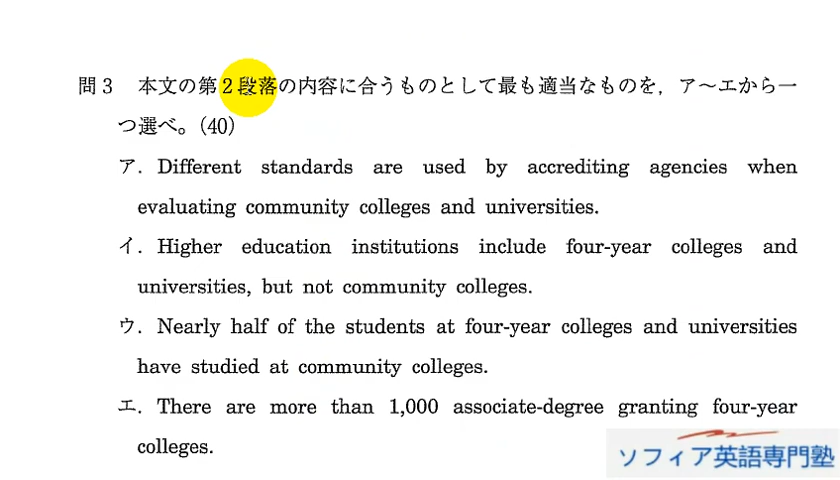 問3 本文の第2段落の内容に合うものとして最も適当なものを，ア～エから一
つ選べ。(40)
ア．Different standards are used by accrediting agencies when
evaluating community colleges and universities.
イ．Higher education institutions include four-year colleges and
universities, but not community colleges.
ウ．Nearly half of the students at four-year colleges and universities
have studied at community colleges.
エ．There are more than 1,000 associate-degree granting four-year
colleges.
ソフィア英語専門塾